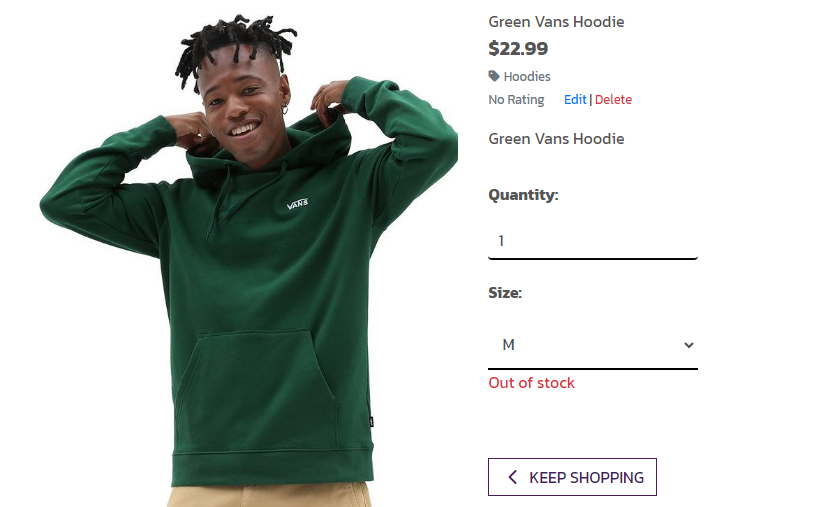 Green Vans Hoodie
$22.99
Hoodies
No Rating Edit | Delete
Green Vans Hoodie
Quantity:
1
Size:
M
Out of stock
KEEP SHOPPING
VANS